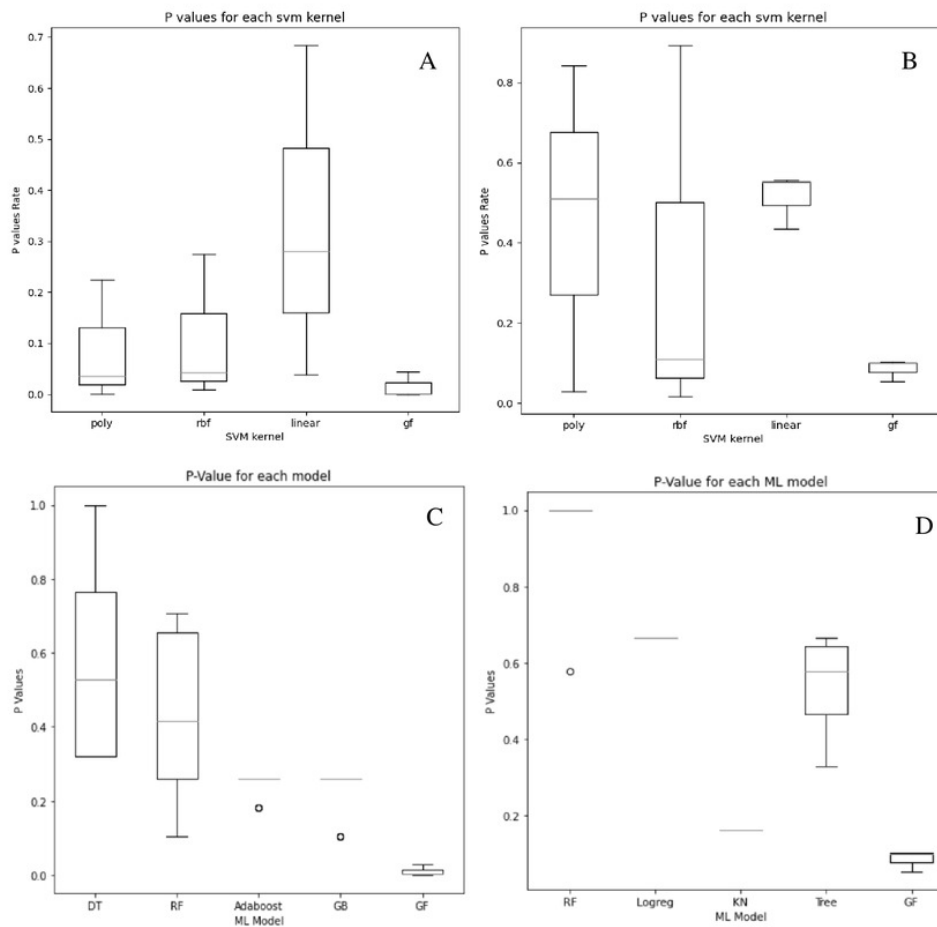 P values for each svm kernel
A
P values Rate
0.7
0.6
0.5
0.4
0.3
0.2
0.1
0.0
poly rbf linear gf
SVM kernel
P values for each svm kernel
B
P values Rate
0.8
0.6
0.4
0.2
0.0
poly rbf linear gf
SVM kernel
P-Value for each model
C
P Values
1.0
0.8
0.6
0.4
0.2
0.0
DT RF Adaboost GB GF
ML Model
P-Value for each ML model
D
P Values
1.0
0.8
0.6
0.4
0.2
RF Logreg KN Tree GF
ML Model